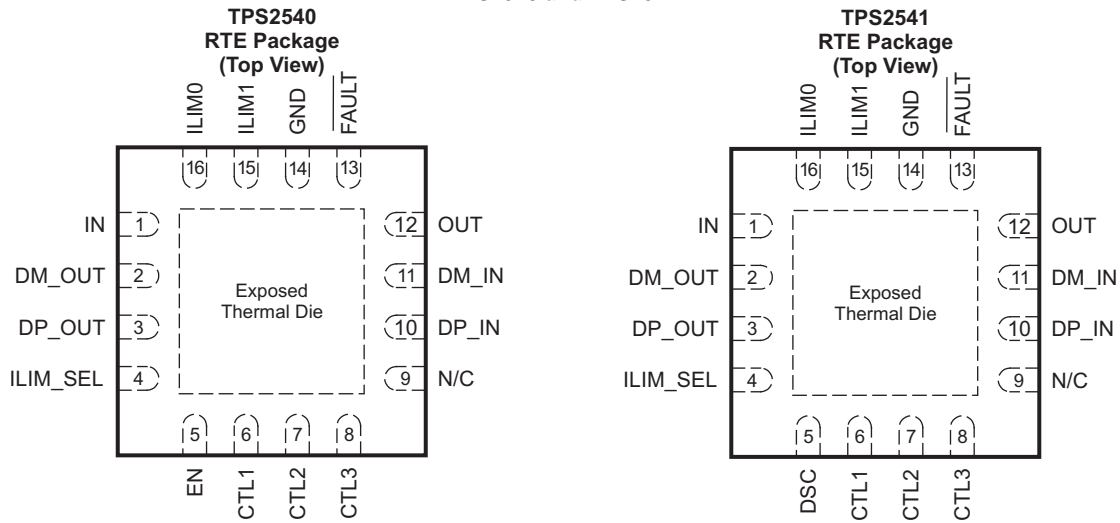 TPS2540
RTE Package
(Top View)
ILIM0
ILIM1
GND
FAULT
16
15
14
13
IN 1
12 OUT
DM_OUT 2
11 DM_IN
DP_OUT 3
10 DP_IN
ILIM_SEL 4
9 N/C
Exposed
Thermal Die
5
6
7
8
EN
CTL1
CTL2
CTL3
TPS2541
RTE Package
(Top View)
ILIM0
ILIM1
GND
FAULT
16
15
14
13
IN 1
12 OUT
DM_OUT 2
11 DM_IN
DP_OUT 3
10 DP_IN
ILIM_SEL 4
9 N/C
Exposed
Thermal Die
5
6
7
8
DSC
CTL1
CTL2
CTL3